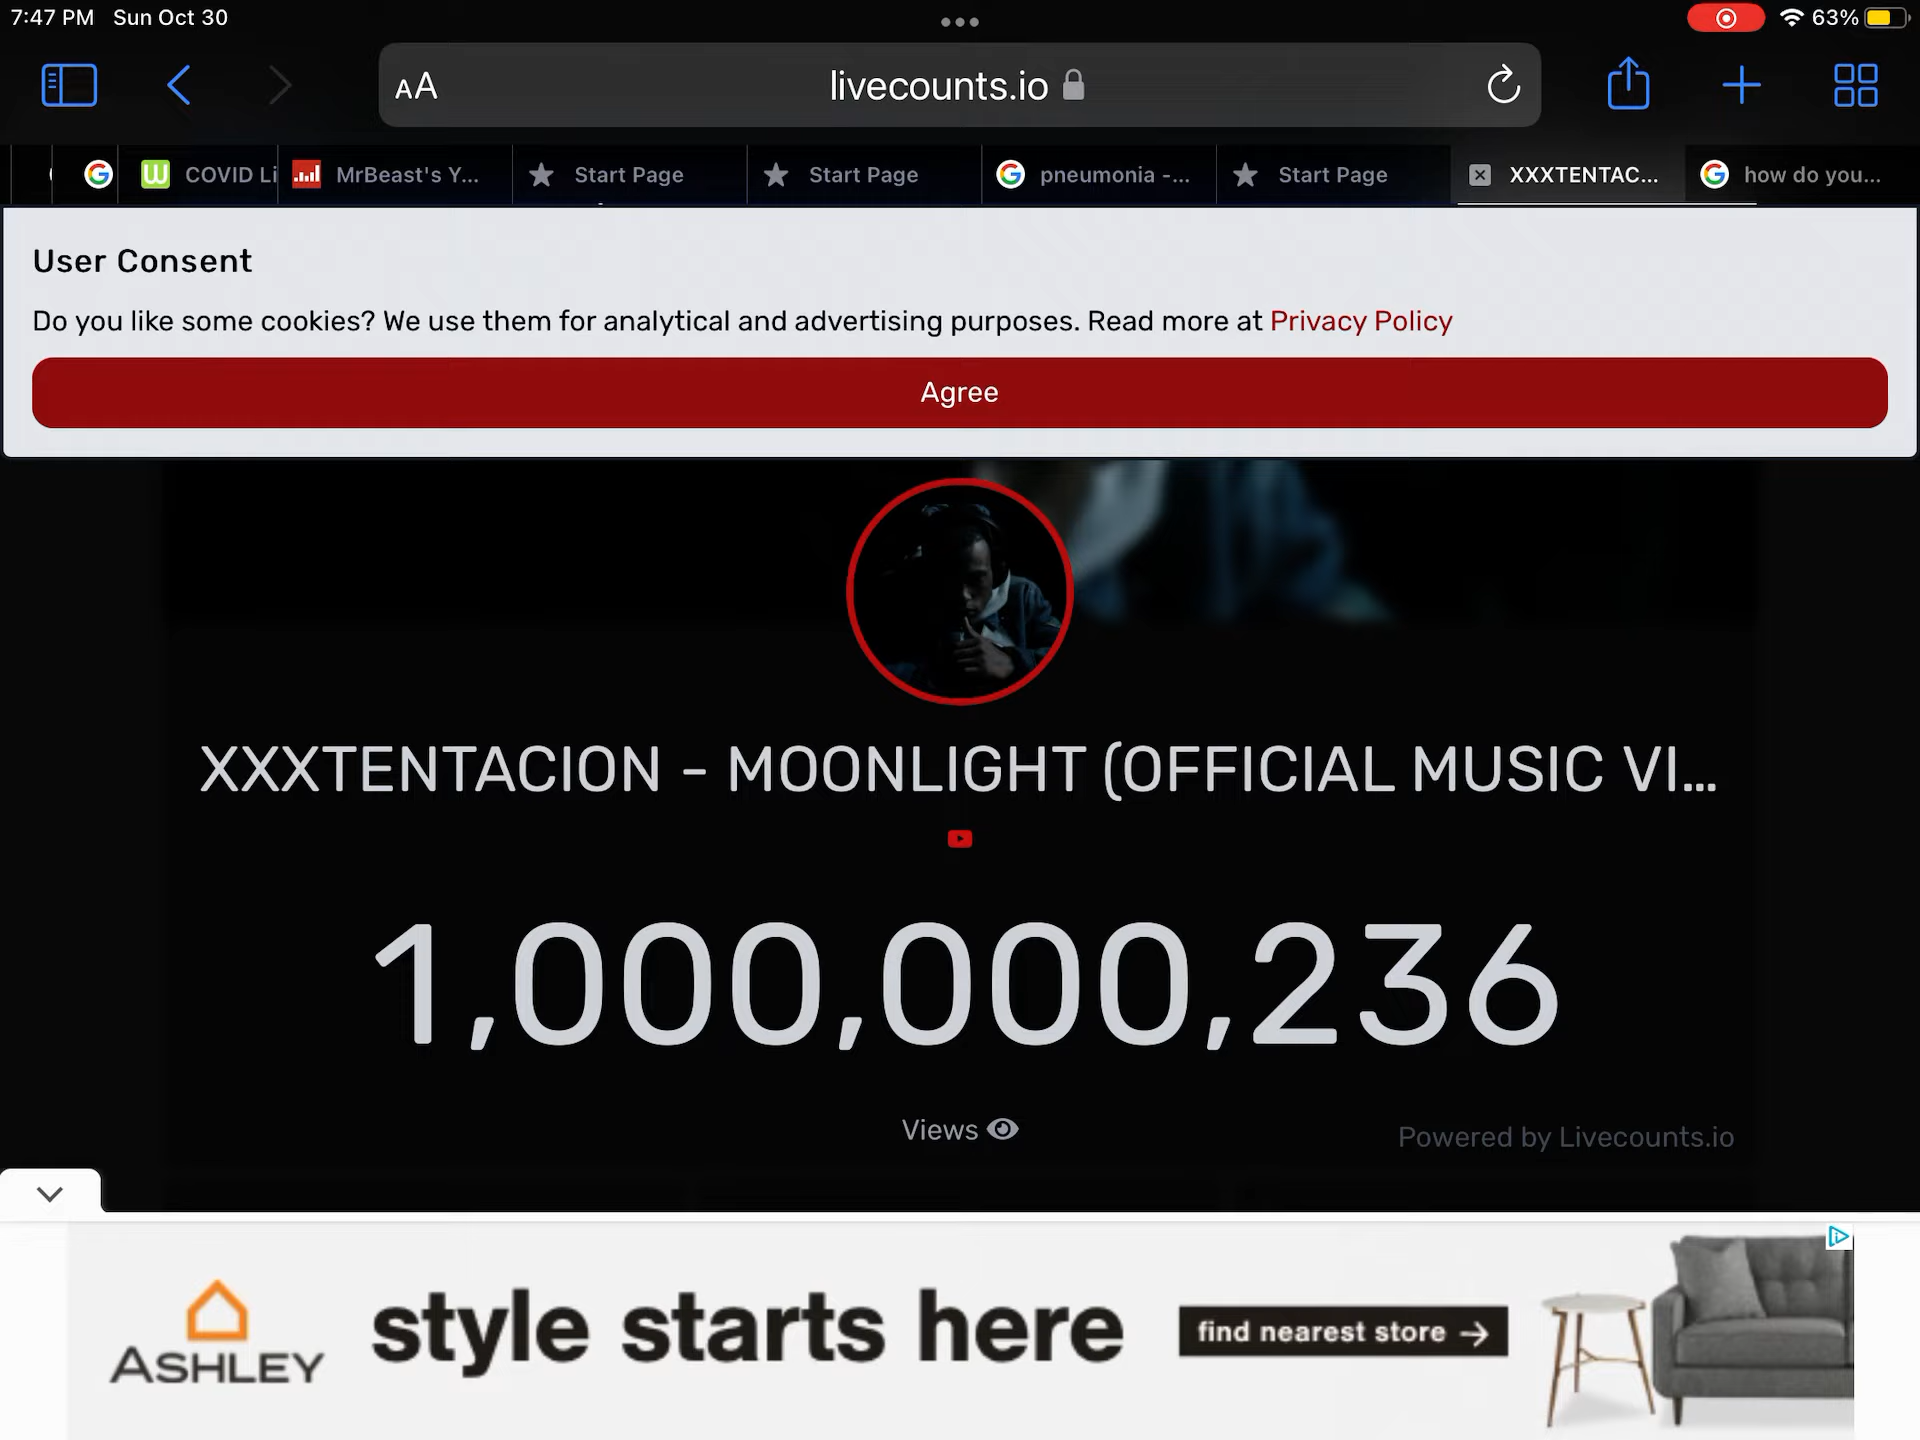 7:47 PM Sun Oct 30
63%
AA
livecounts.io
COVID Li
MrBeast's Y...
Start Page
Start Page
pneumonia -...
Start Page
XXXTENTAC...
how do you...
User Consent
Do you like some cookies? We use them for analytical and advertising purposes. Read more at Privacy Policy
Agree
XXXTENTACION - MOONLIGHT (OFFICIAL MUSIC VI...
1,000,000,236
Views
Powered by Livecounts.io
ASHLEY
style starts here
find nearest store →